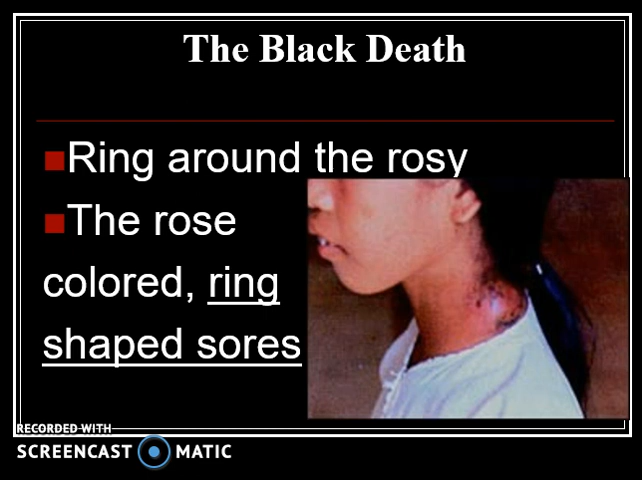 The Black Death
Ring around the rosy
The rose
colored, ring
shaped sores
RECORDED WITH
SCREENCAST MATIC